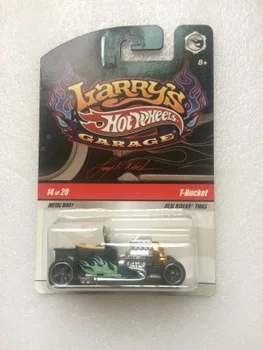 8+
Larry's
Hot Wheels
GARAGE
14 of 20
T-Bucket
METAL BODY
REAL RIDERS TIRES